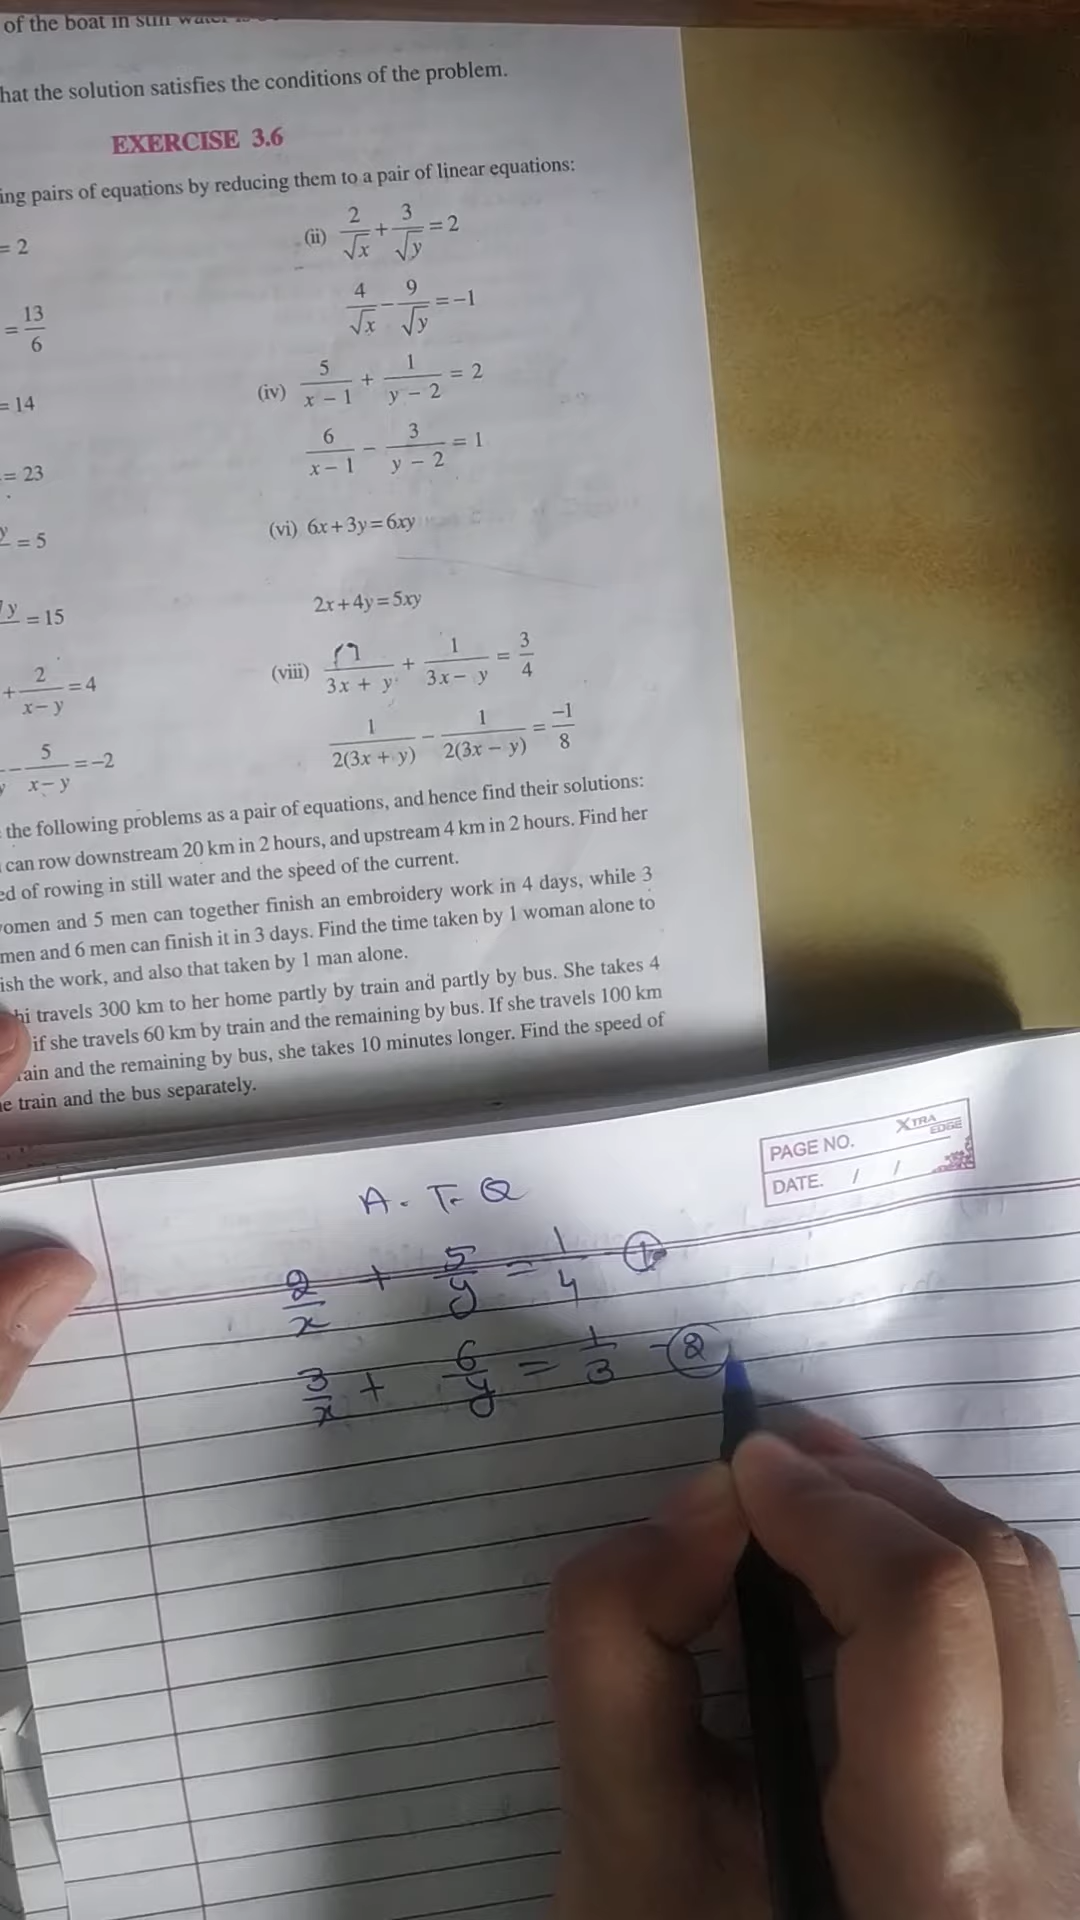 of the boat in still water is
hat the solution satisfies the conditions of the problem.
EXERCISE 3.6
ing pairs of equations by reducing them to a pair of linear equations:
= 2
(ii) 2/√x + 3/√y = 2
= 13/6
4/√x - 9/√y = -1
= 14
(iv) 5/(x - 1) + 1/(y - 2) = 2
= 23
6/(x - 1) - 3/(y - 2) = 1
y = 5
(vi) 6x + 3y = 6xy
y = 15
2x + 4y = 5xy
+ 2/(x - y) = 4
(viii) 1/(3x + y) + 1/(3x - y) = 3/4
- 5/(x - y) = -2
1/2(3x + y) - 1/2(3x - y) = -1/8
the following problems as a pair of equations, and hence find their solutions:
can row downstream 20 km in 2 hours, and upstream 4 km in 2 hours. Find her
ed of rowing in still water and the speed of the current.
omen and 5 men can together finish an embroidery work in 4 days, while 3
men and 6 men can finish it in 3 days. Find the time taken by 1 woman alone to
ish the work, and also that taken by 1 man alone.
hi travels 300 km to her home partly by train and partly by bus. She takes 4
if she travels 60 km by train and the remaining by bus. If she travels 100 km
rain and the remaining by bus, she takes 10 minutes longer. Find the speed of
e train and the bus separately.
XTRA EDGE
PAGE NO.
DATE. / /
A. T. Q
2/x + 5/y = 1/4 - ①
3/x + 6/y = 1/3 - ②